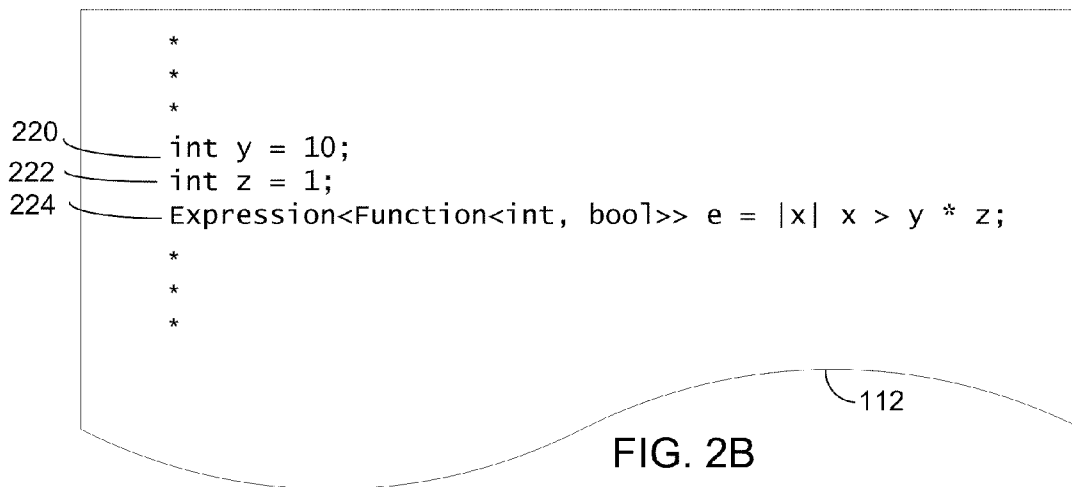 *
*
*
220 int y = 10;
222 int z = 1;
224 Expression<Function<int, bool>> e = |x| x > y * z;
*
*
*
112
FIG. 2B